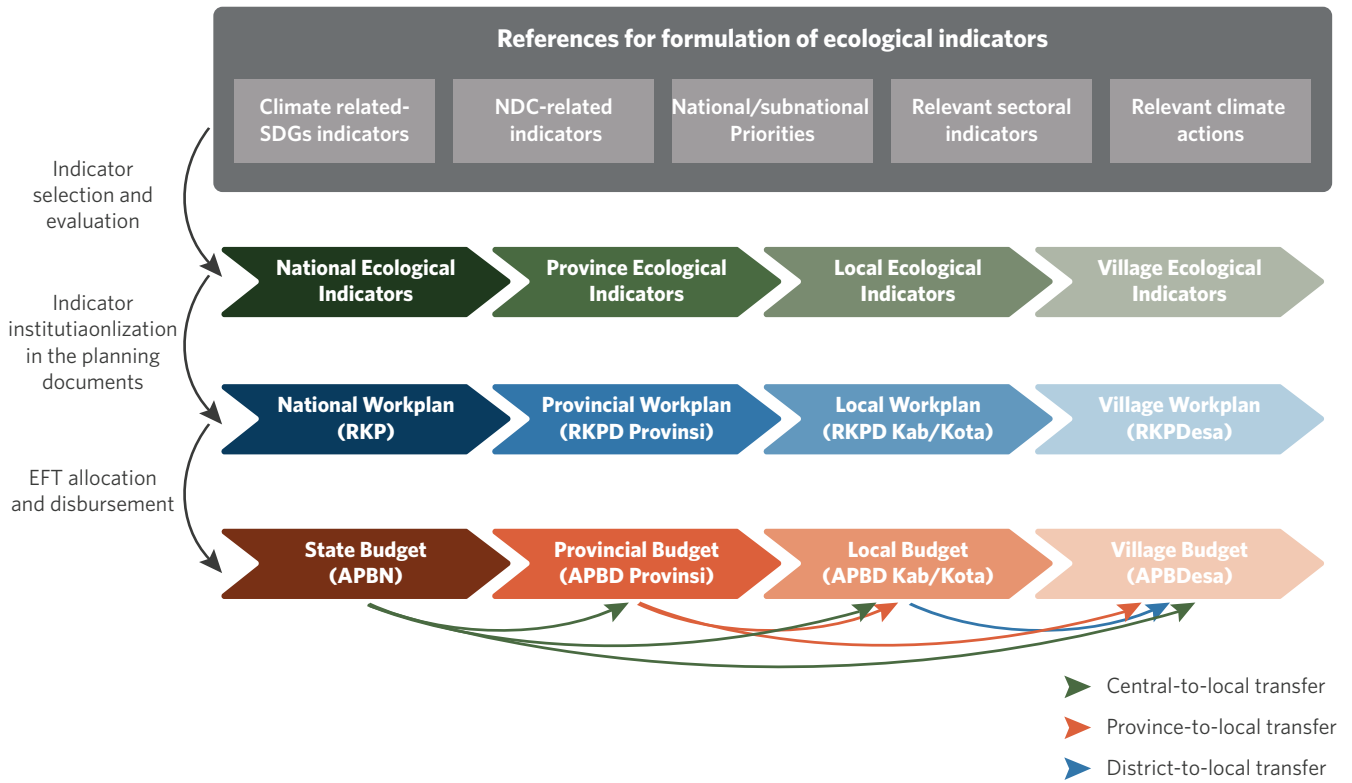 References for formulation of ecological indicators
Climate related-
SDGs indicators
NDC-related
indicators
National/subnational
Priorities
Relevant sectoral
indicators
Relevant climate
actions
Indicator
selection and
evaluation
National Ecological
Indicators
Province Ecological
Indicators
Local Ecological
Indicators
Village Ecological
Indicators
Indicator
institutiaonlization
in the planning
documents
National Workplan
(RKP)
Provincial Workplan
(RKPD Provinsi)
Local Workplan
(RKPD Kab/Kota)
Village Workplan
(RKPDesa)
EFT allocation
and disbursement
State Budget
(APBN)
Provincial Budget
(APBD Provinsi)
Local Budget
(APBD Kab/Kota)
Village Budget
(APBDesa)
Central-to-local transfer
Province-to-local transfer
District-to-local transfer